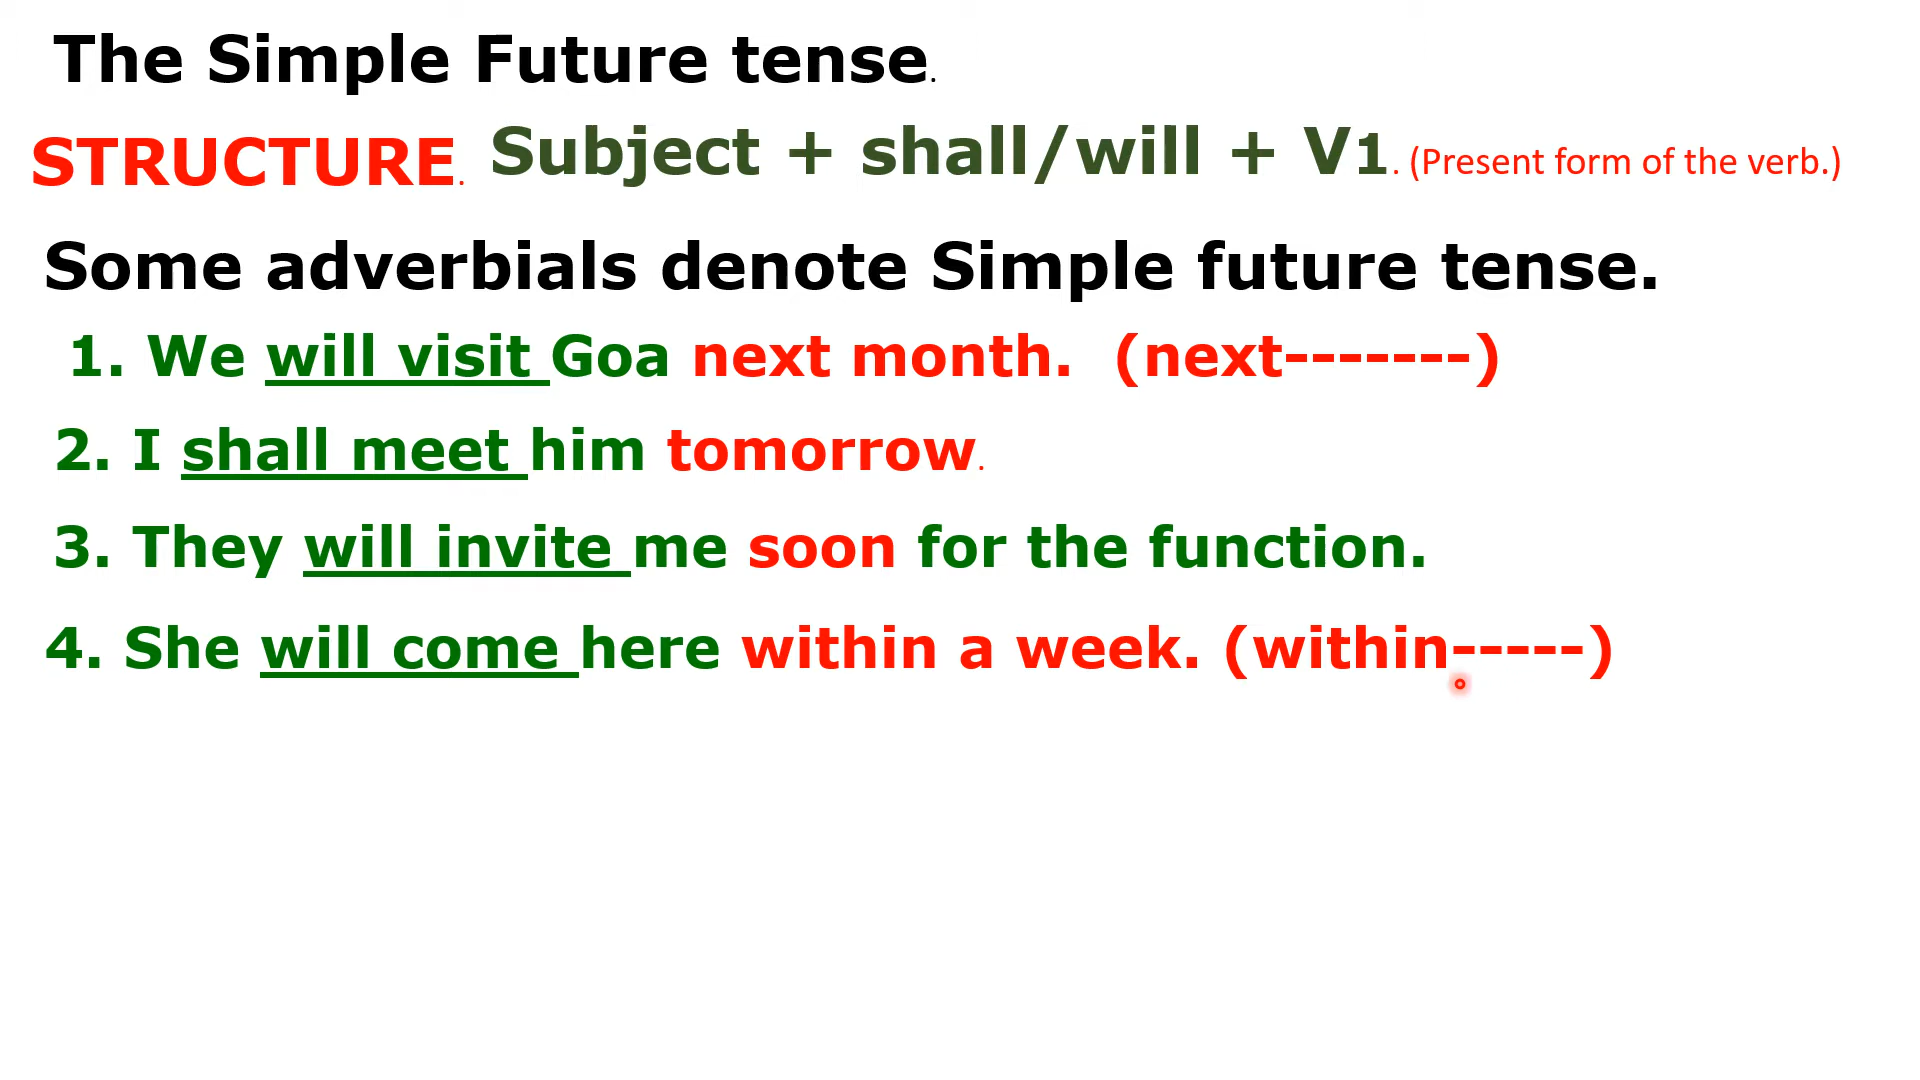 The Simple Future tense.
STRUCTURE. Subject + shall/will + V1. (Present form of the verb.)
Some adverbials denote Simple future tense.
1. We will visit Goa next month. (next-------)
2. I shall meet him tomorrow.
3. They will invite me soon for the function.
4. She will come here within a week. (within-----)